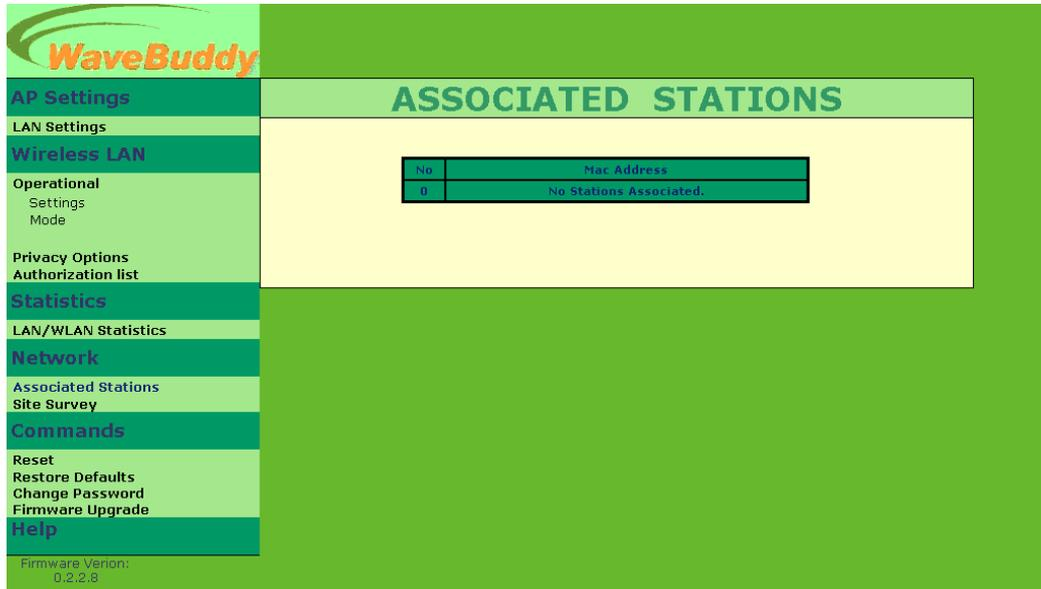 WaveBuddy
AP Settings
LAN Settings
Wireless LAN
Operational
Settings
Mode
Privacy Options
Authorization list
Statistics
LAN/WLAN Statistics
Network
Associated Stations
Site Survey
Commands
Reset
Restore Defaults
Change Password
Firmware Upgrade
Help
Firmware Verion:
0.2.2.8
ASSOCIATED STATIONS
No Mac Address
0 No Stations Associated.